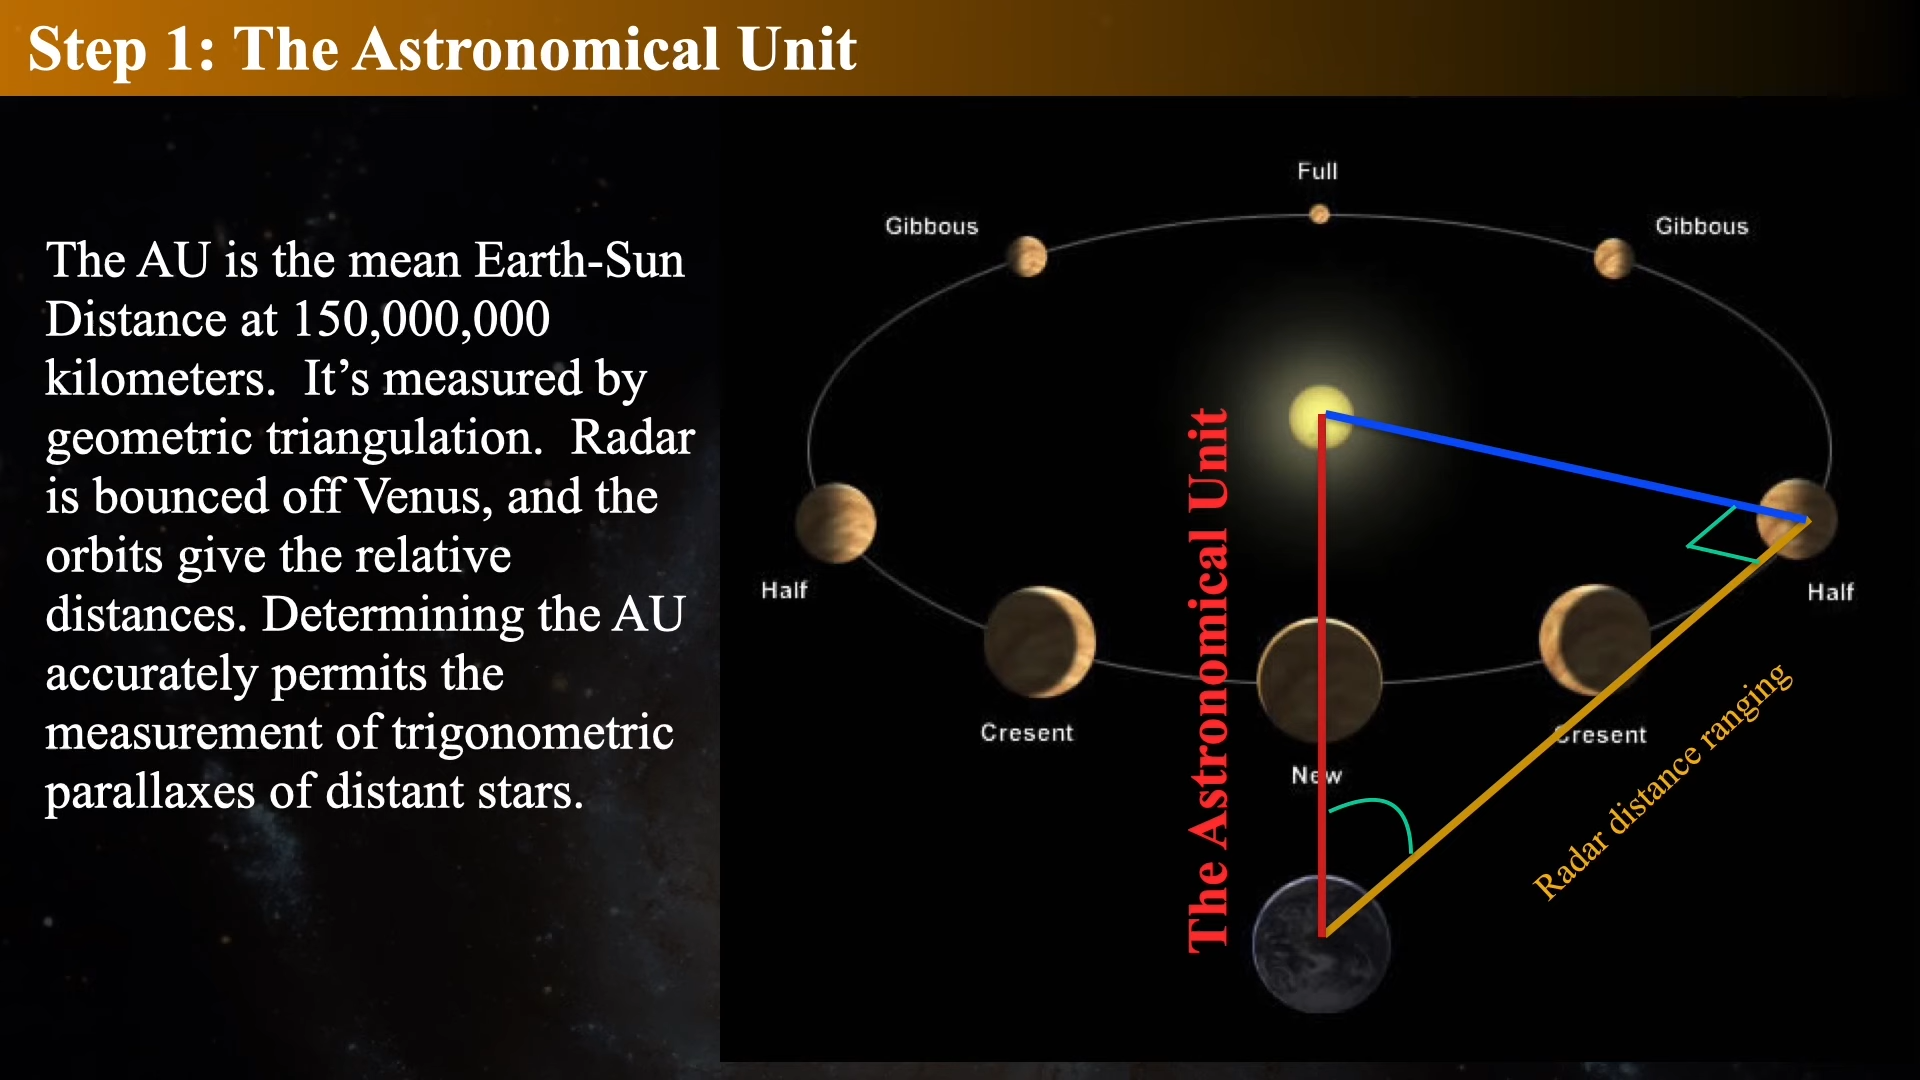 Step 1: The Astronomical Unit
The AU is the mean Earth-Sun
Distance at 150,000,000
kilometers.  It’s measured by
geometric triangulation.  Radar
is bounced off Venus, and the
orbits give the relative
distances. Determining the AU
accurately permits the
measurement of trigonometric
parallaxes of distant stars.
Full
Gibbous
Gibbous
Half
Half
Cresent
Cresent
New
The Astronomical Unit
Radar distance ranging